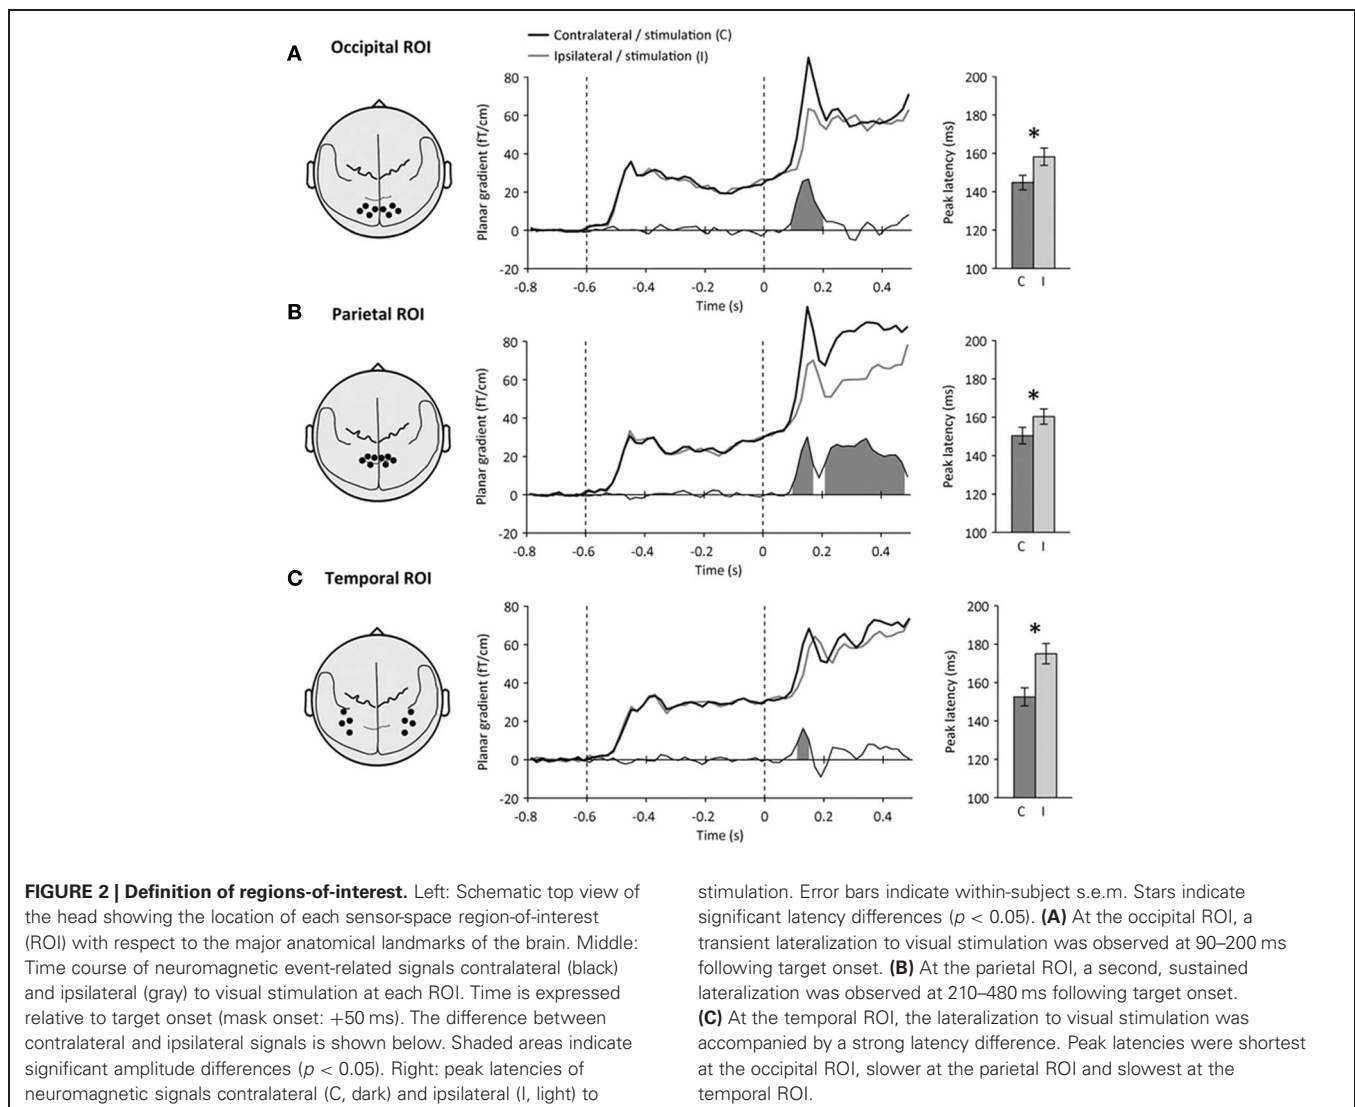 A
Occipital ROI
Contralateral / stimulation (C)
Ipsilateral / stimulation (I)
Planar gradient (fT/cm)
80
60
40
20
0
-20
-0.8
-0.6
-0.4
-0.2
0
0.2
0.4
Time (s)
Peak latency (ms)
200
180
160
140
120
100
*
C
I
B
Parietal ROI
Planar gradient (fT/cm)
80
60
40
20
0
-20
-0.8
-0.6
-0.4
-0.2
0
0.2
0.4
Time (s)
Peak latency (ms)
200
180
160
140
120
100
*
C
I
C
Temporal ROI
Planar gradient (fT/cm)
80
60
40
20
0
-20
-0.8
-0.6
-0.4
-0.2
0
0.2
0.4
Time (s)
Peak latency (ms)
200
180
160
140
120
100
*
C
I
FIGURE 2 | Definition of regions-of-interest. Left: Schematic top view of
the head showing the location of each sensor-space region-of-interest
(ROI) with respect to the major anatomical landmarks of the brain. Middle:
Time course of neuromagnetic event-related signals contralateral (black)
and ipsilateral (gray) to visual stimulation at each ROI. Time is expressed
relative to target onset (mask onset: +50 ms). The difference between
contralateral and ipsilateral signals is shown below. Shaded areas indicate
significant amplitude differences (p < 0.05). Right: peak latencies of
neuromagnetic signals contralateral (C, dark) and ipsilateral (I, light) to
stimulation. Error bars indicate within-subject s.e.m. Stars indicate
significant latency differences (p < 0.05). (A) At the occipital ROI, a
transient lateralization to visual stimulation was observed at 90–200 ms
following target onset. (B) At the parietal ROI, a second, sustained
lateralization was observed at 210–480 ms following target onset.
(C) At the temporal ROI, the lateralization to visual stimulation was
accompanied by a strong latency difference. Peak latencies were shortest
at the occipital ROI, slower at the parietal ROI and slowest at the
temporal ROI.